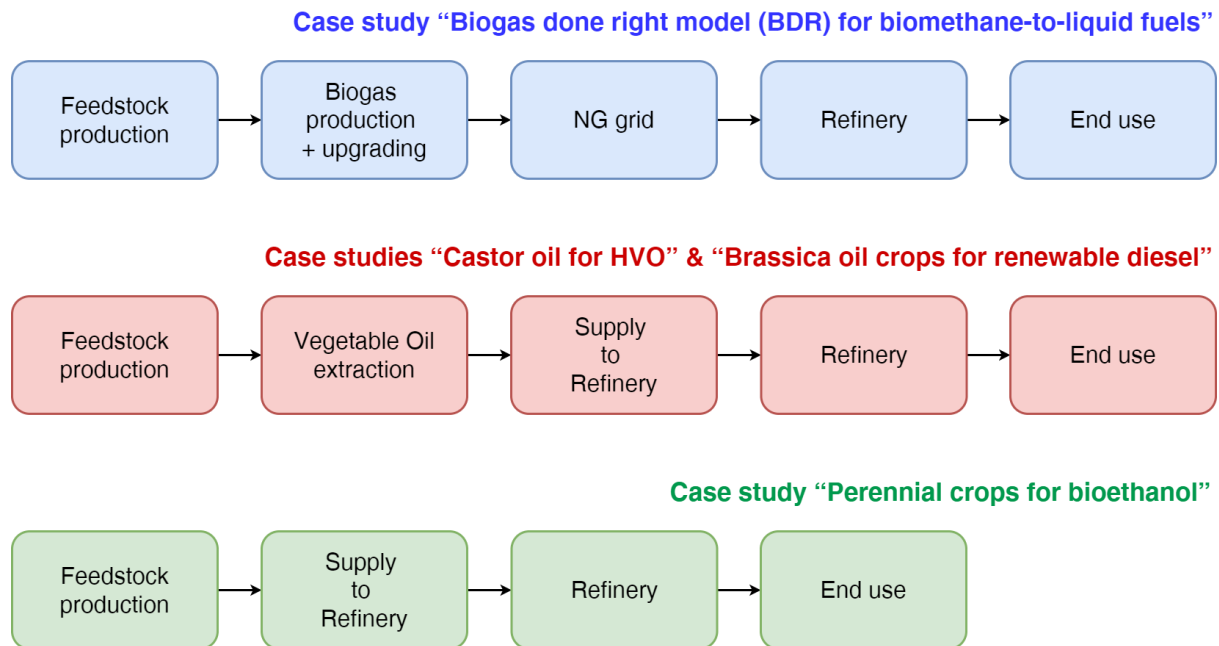 Case study “Biogas done right model (BDR) for biomethane-to-liquid fuels”
Feedstock
production
Biogas
production
+ upgrading
NG grid
Refinery
End use
Case studies “Castor oil for HVO” & “Brassica oil crops for renewable diesel”
Feedstock
production
Vegetable Oil
extraction
Supply
to
Refinery
Refinery
End use
Case study “Perennial crops for bioethanol”
Feedstock
production
Supply
to
Refinery
Refinery
End use